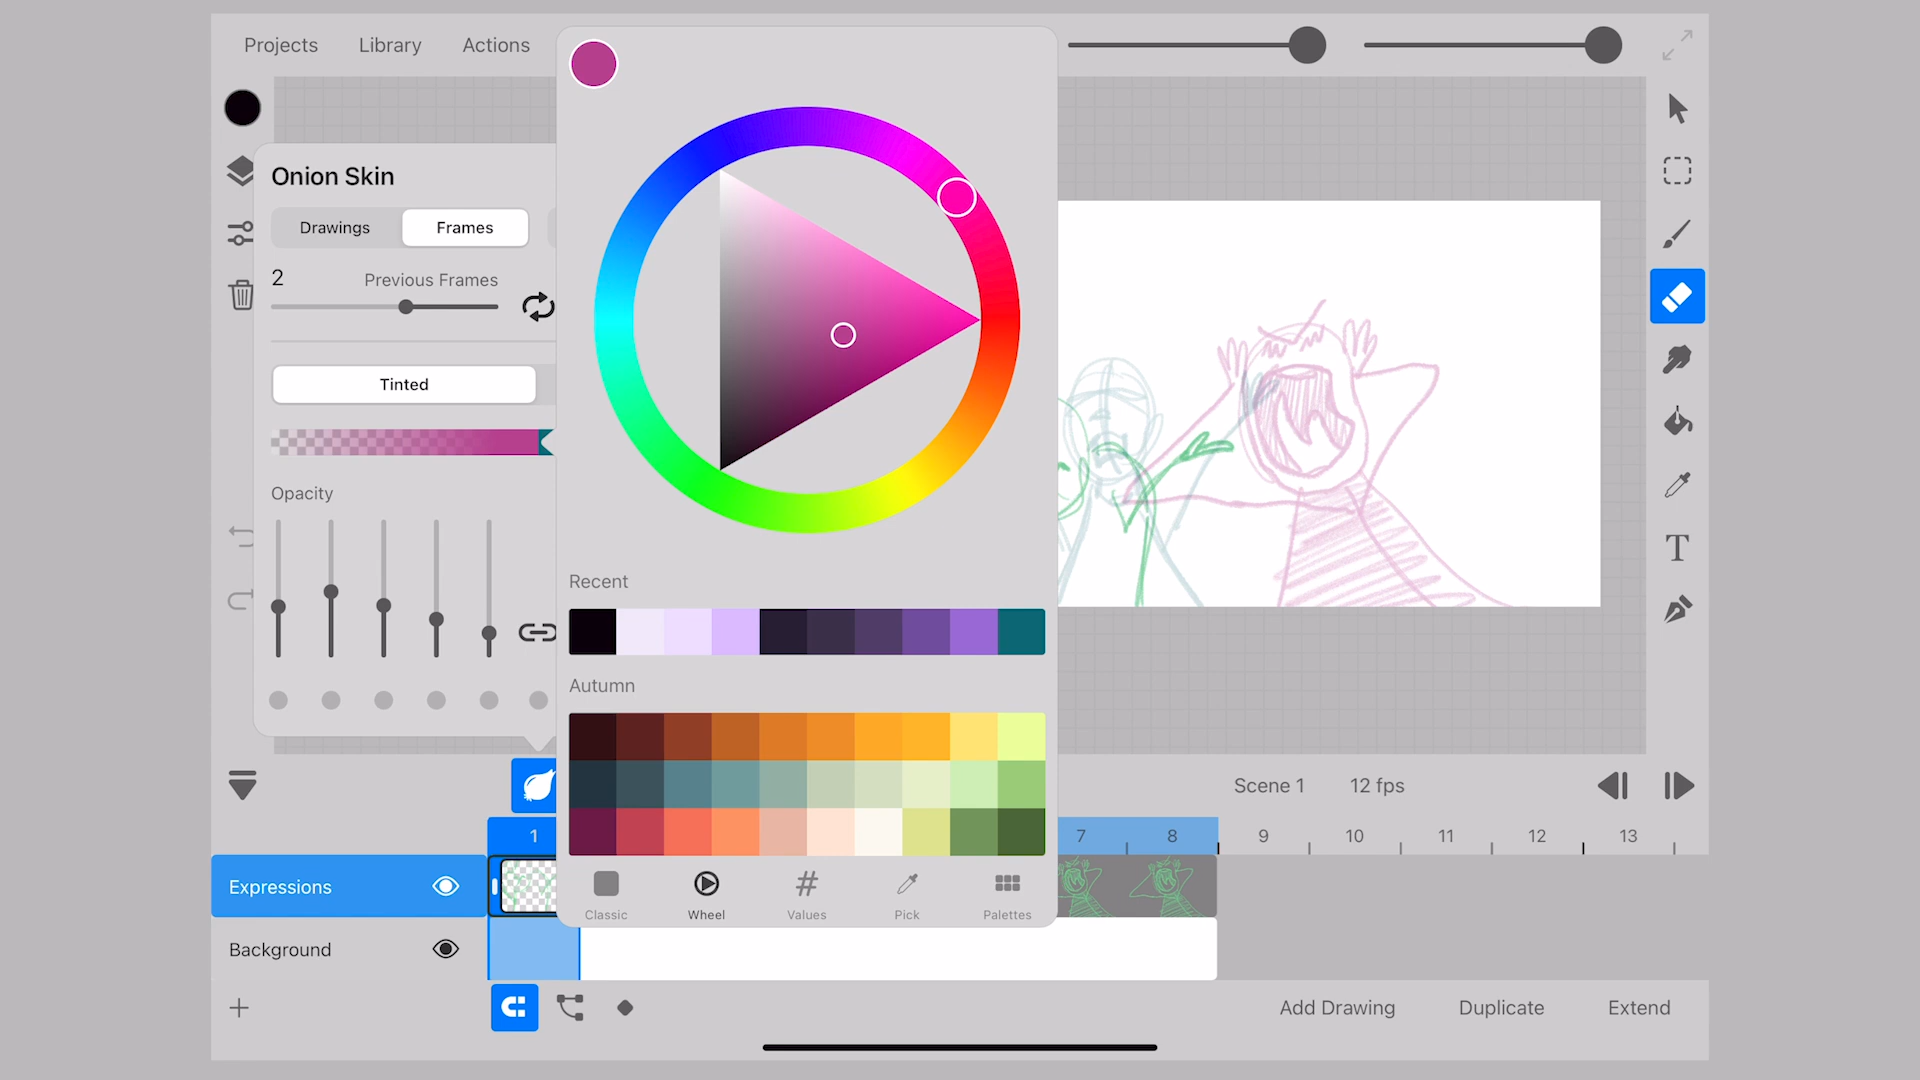 Projects Library Actions
Onion Skin
Drawings Frames
2 Previous Frames
Tinted
Opacity
Recent
Autumn
Classic Wheel Values Pick Palettes
Scene 1 12 fps
1 7 8 9 10 11 12 13
Expressions
Background
Add Drawing Duplicate Extend
T